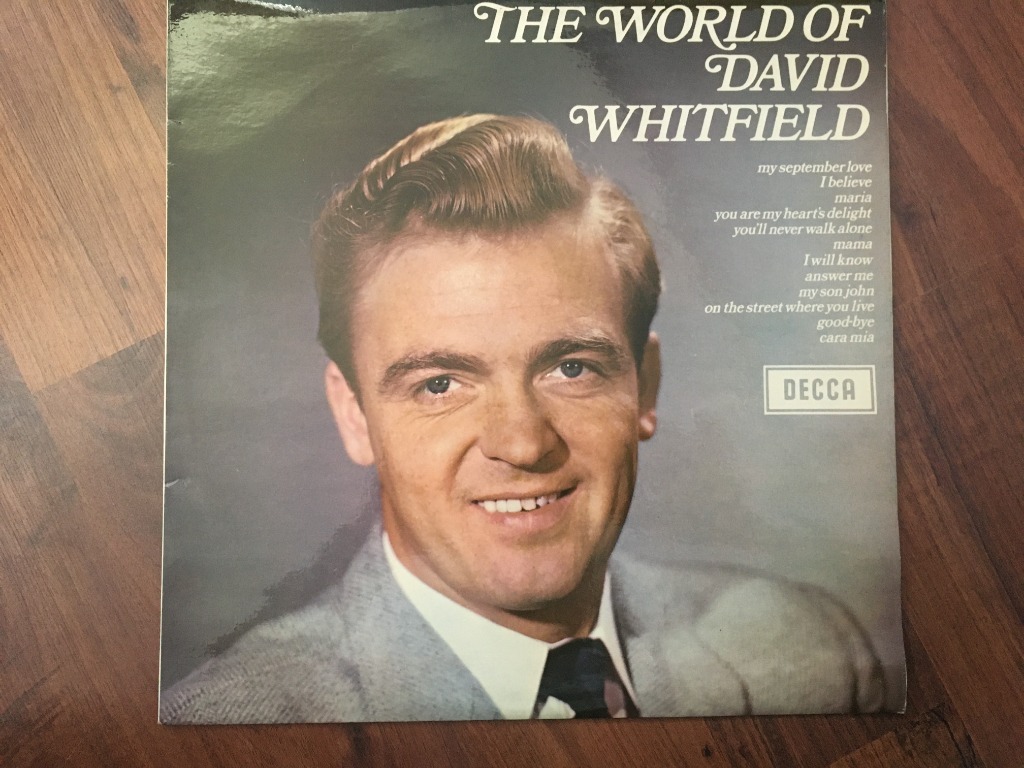 THE WORLD OF
DAVID
WHITFIELD
my september love
I believe
maria
you are my heart's delight
you'll never walk alone
mama
I will know
answer me
my son john
on the street where you live
good-bye
cara mia
DECCA